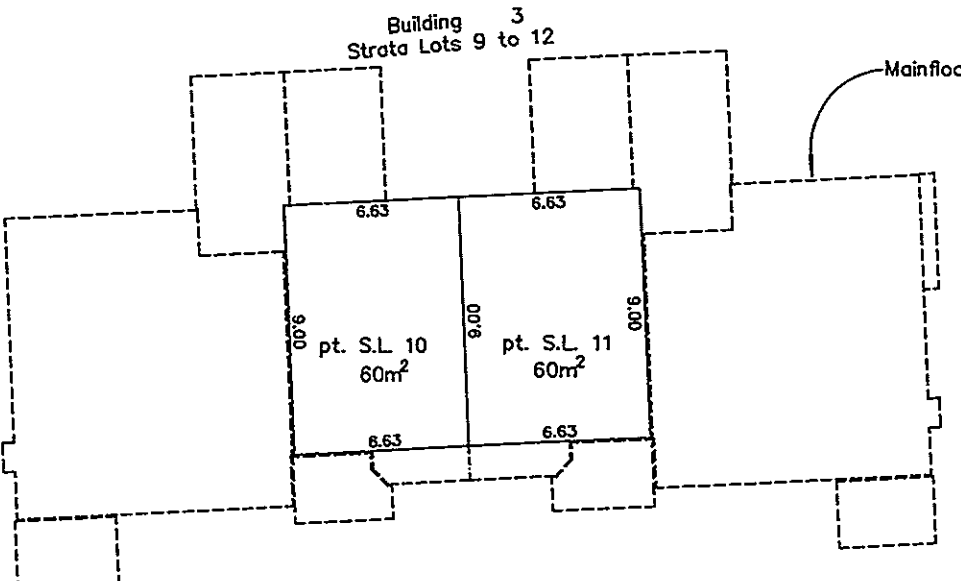 Building 3
Strata Lots 9 to 12
Mainfloo
6.63
6.63
9.00
9.00
9.00
pt. S.L. 10
60m²
pt. S.L. 11
60m²
6.63
6.63